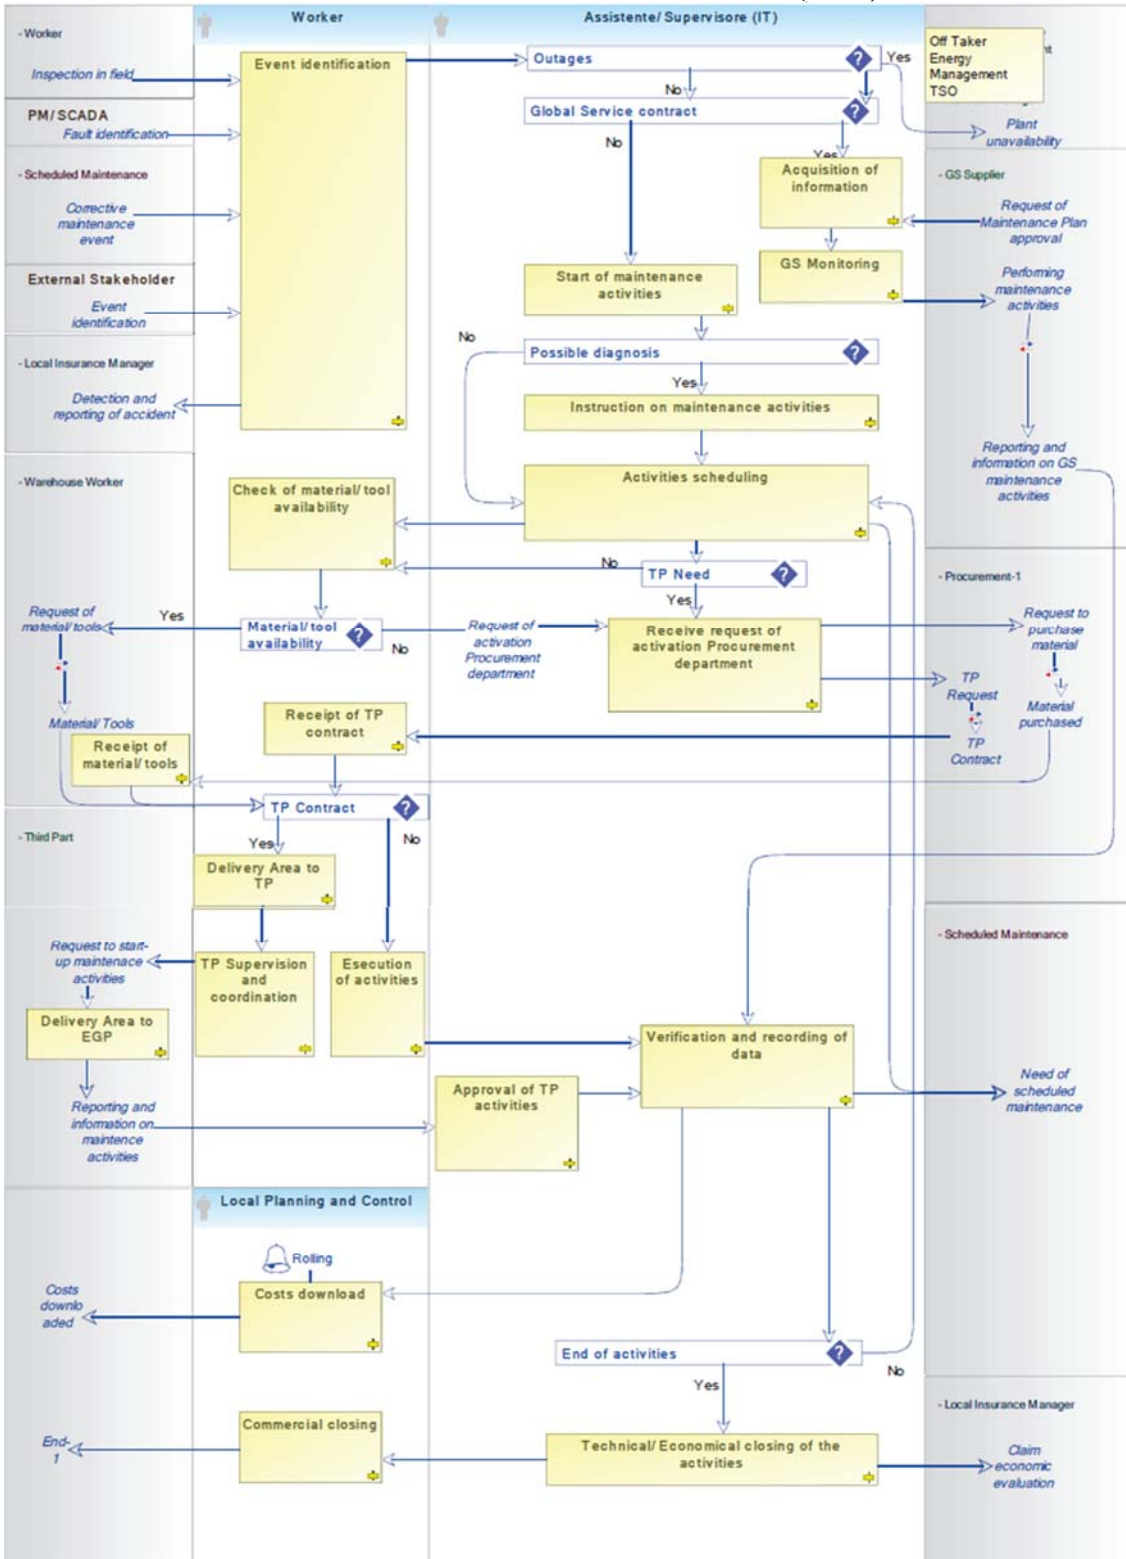 Worker
Assistente/ Supervisore (IT)
- Worker
Inspection in field
PM/ SCADA
Fault identification
- Scheduled Maintenance
Corrective
maintenance
event
External Stakeholder
Event
identification
- Local Insurance Manager
Detection and
reporting of accident
Event identification
Outages
Yes
No
Global Service contract
No
Yes
Off Taker
Energy
Management
TSO
Plant
unavailability
Acquisition of
information
- GS Supplier
Request of
Maintenance Plan
approval
GS Monitoring
Performing
maintenance
activities
Start of maintenance
activities
No
Possible diagnosis
Yes
Instruction on maintenance activities
Reporting and
information on GS
maintenance
activities
- Warehouse Worker
Check of material/ tool
availability
Activities scheduling
No
TP Need
Yes
- Procurement-1
Request of
material/ tools
Yes
Material/ tool
availability
No
Request of
activation
Procurement
department
Receive request of
activation Procurement
department
Request to
purchase
material
TP
Request
Material
purchased
TP
Contract
Material/ Tools
Receipt of
material/ tools
Receipt of TP
contract
TP Contract
Yes
No
- Third Part
Delivery Area to
TP
Request to start-
up maintenace
activities
TP Supervision
and
coordination
Esecution
of activities
- Scheduled Maintenance
Delivery Area to
EGP
Verification and recording of
data
Reporting and
information on
maintence
activities
Approval of TP
activities
Need of
scheduled
maintenance
Local Planning and Control
Rolling
Costs
downlo
aded
Costs download
End of activities
No
Yes
- Local Insurance Manager
End-
1
Commercial closing
Technical/ Economical closing of the
activities
Claim
economic
evaluation